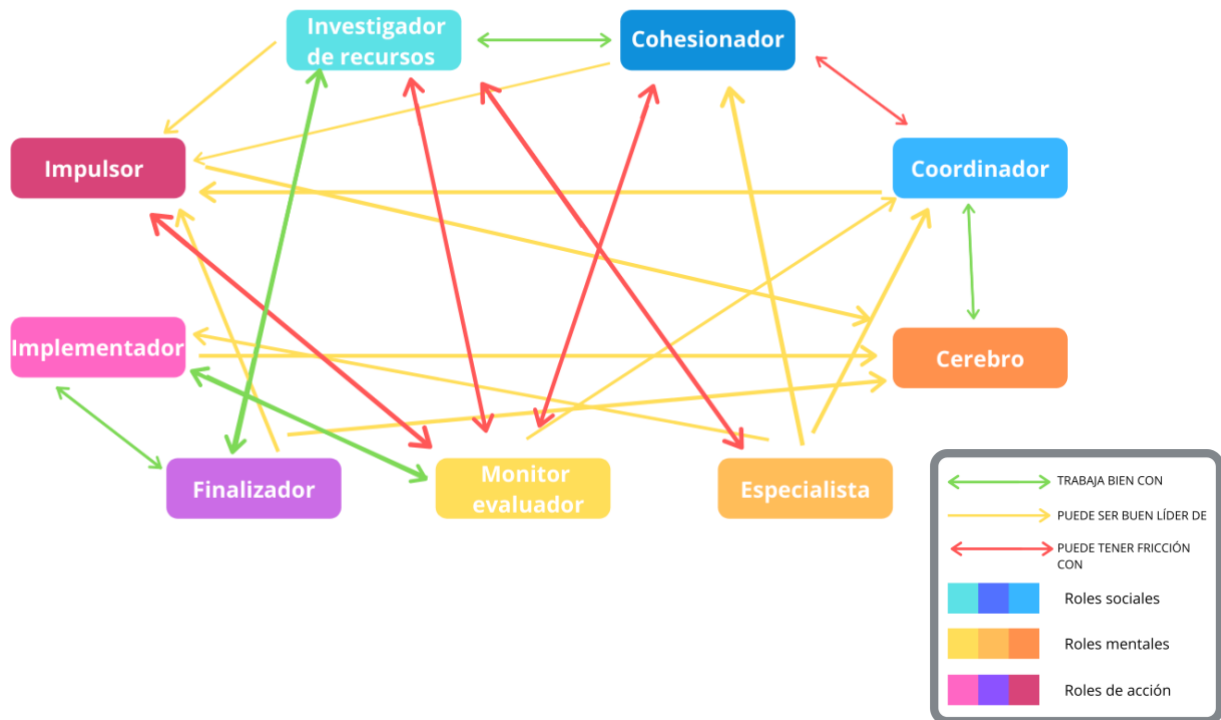 Investigador
de recursos
Cohesionador
Impulsor
Coordinador
Implementador
Cerebro
Finalizador
Monitor
evaluador
Especialista
TRABAJA BIEN CON
PUEDE SER BUEN LÍDER DE
PUEDE TENER FRICCIÓN
CON
Roles sociales
Roles mentales
Roles de acción